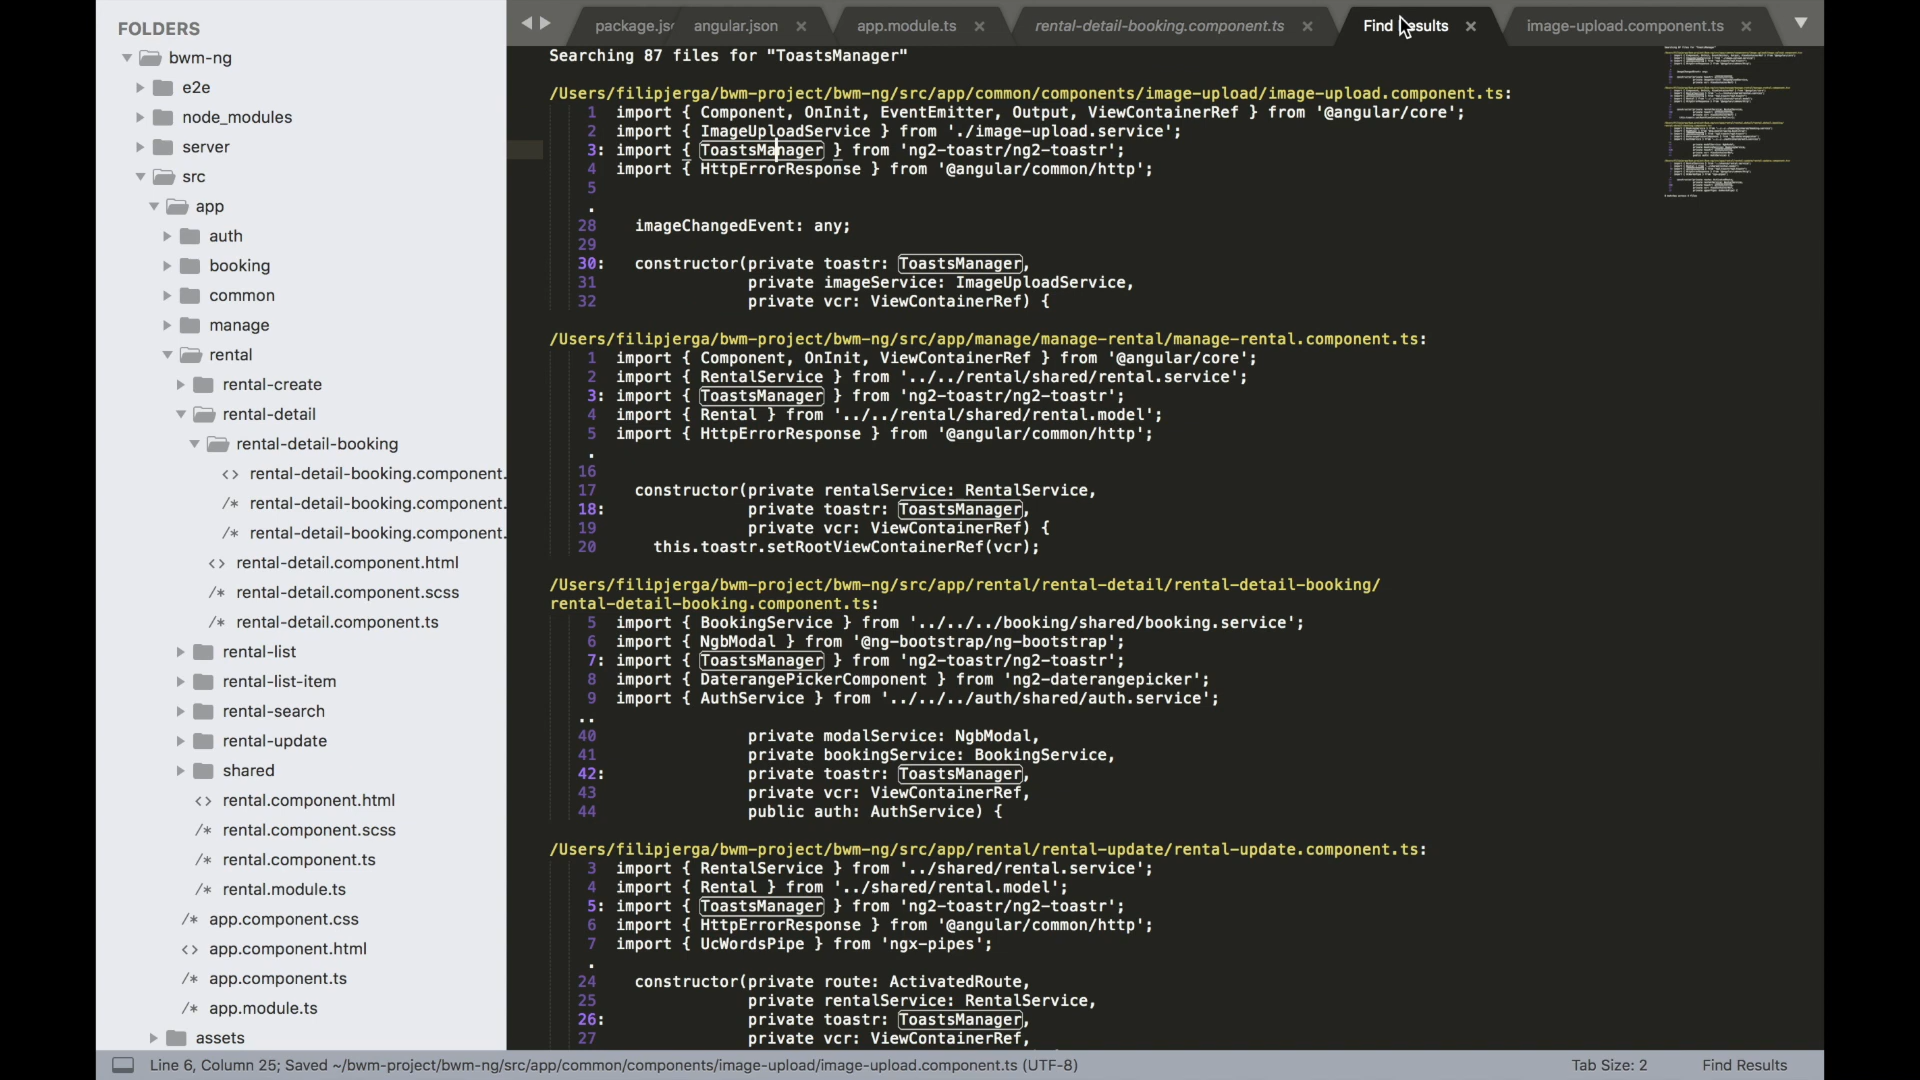 FOLDERS
bwm-ng
e2e
node_modules
server
src
app
auth
booking
common
manage
rental
rental-create
rental-detail
rental-detail-booking
<> rental-detail-booking.component.
/* rental-detail-booking.component.
/* rental-detail-booking.component.
<> rental-detail.component.html
/* rental-detail.component.scss
/* rental-detail.component.ts
rental-list
rental-list-item
rental-search
rental-update
shared
<> rental.component.html
/* rental.component.scss
/* rental.component.ts
/* rental.module.ts
/* app.component.css
<> app.component.html
/* app.component.ts
/* app.module.ts
assets
package.jsc angular.json × app.module.ts × rental-detail-booking.component.ts × Find Results × image-upload.component.ts ×
Searching 87 files for "ToastsManager"
/Users/filipjerga/bwm-project/bwm-ng/src/app/common/components/image-upload/image-upload.component.ts:
1 import { Component, OnInit, EventEmitter, Output, ViewContainerRef } from '@angular/core';
2 import { ImageUploadService } from './image-upload.service';
3: import { ToastsManager } from 'ng2-toastr/ng2-toastr';
4 import { HttpErrorResponse } from '@angular/common/http';
5
.
28 imageChangedEvent: any;
29
30: constructor(private toastr: ToastsManager,
31 private imageService: ImageUploadService,
32 private vcr: ViewContainerRef) {
/Users/filipjerga/bwm-project/bwm-ng/src/app/manage/manage-rental/manage-rental.component.ts:
1 import { Component, OnInit, ViewContainerRef } from '@angular/core';
2 import { RentalService } from '../../rental/shared/rental.service';
3: import { ToastsManager } from 'ng2-toastr/ng2-toastr';
4 import { Rental } from '../../rental/shared/rental.model';
5 import { HttpErrorResponse } from '@angular/common/http';
.
16
17 constructor(private rentalService: RentalService,
18: private toastr: ToastsManager,
19 private vcr: ViewContainerRef) {
20 this.toastr.setRootViewContainerRef(vcr);
/Users/filipjerga/bwm-project/bwm-ng/src/app/rental/rental-detail/rental-detail-booking/
rental-detail-booking.component.ts:
5 import { BookingService } from '../../../booking/shared/booking.service';
6 import { NgbModal } from '@ng-bootstrap/ng-bootstrap';
7: import { ToastsManager } from 'ng2-toastr/ng2-toastr';
8 import { DaterangePickerComponent } from 'ng2-daterangepicker';
9 import { AuthService } from '../../../auth/shared/auth.service';
..
40 private modalService: NgbModal,
41 private bookingService: BookingService,
42: private toastr: ToastsManager,
43 private vcr: ViewContainerRef,
44 public auth: AuthService) {
/Users/filipjerga/bwm-project/bwm-ng/src/app/rental/rental-update/rental-update.component.ts:
3 import { RentalService } from '../shared/rental.service';
4 import { Rental } from '../shared/rental.model';
5: import { ToastsManager } from 'ng2-toastr/ng2-toastr';
6 import { HttpErrorResponse } from '@angular/common/http';
7 import { UcWordsPipe } from 'ngx-pipes';
.
24 constructor(private route: ActivatedRoute,
25 private rentalService: RentalService,
26: private toastr: ToastsManager,
27 private vcr: ViewContainerRef,
Line 6, Column 25; Saved ~/bwm-project/bwm-ng/src/app/common/components/image-upload/image-upload.component.ts (UTF-8)
Tab Size: 2
Find Results